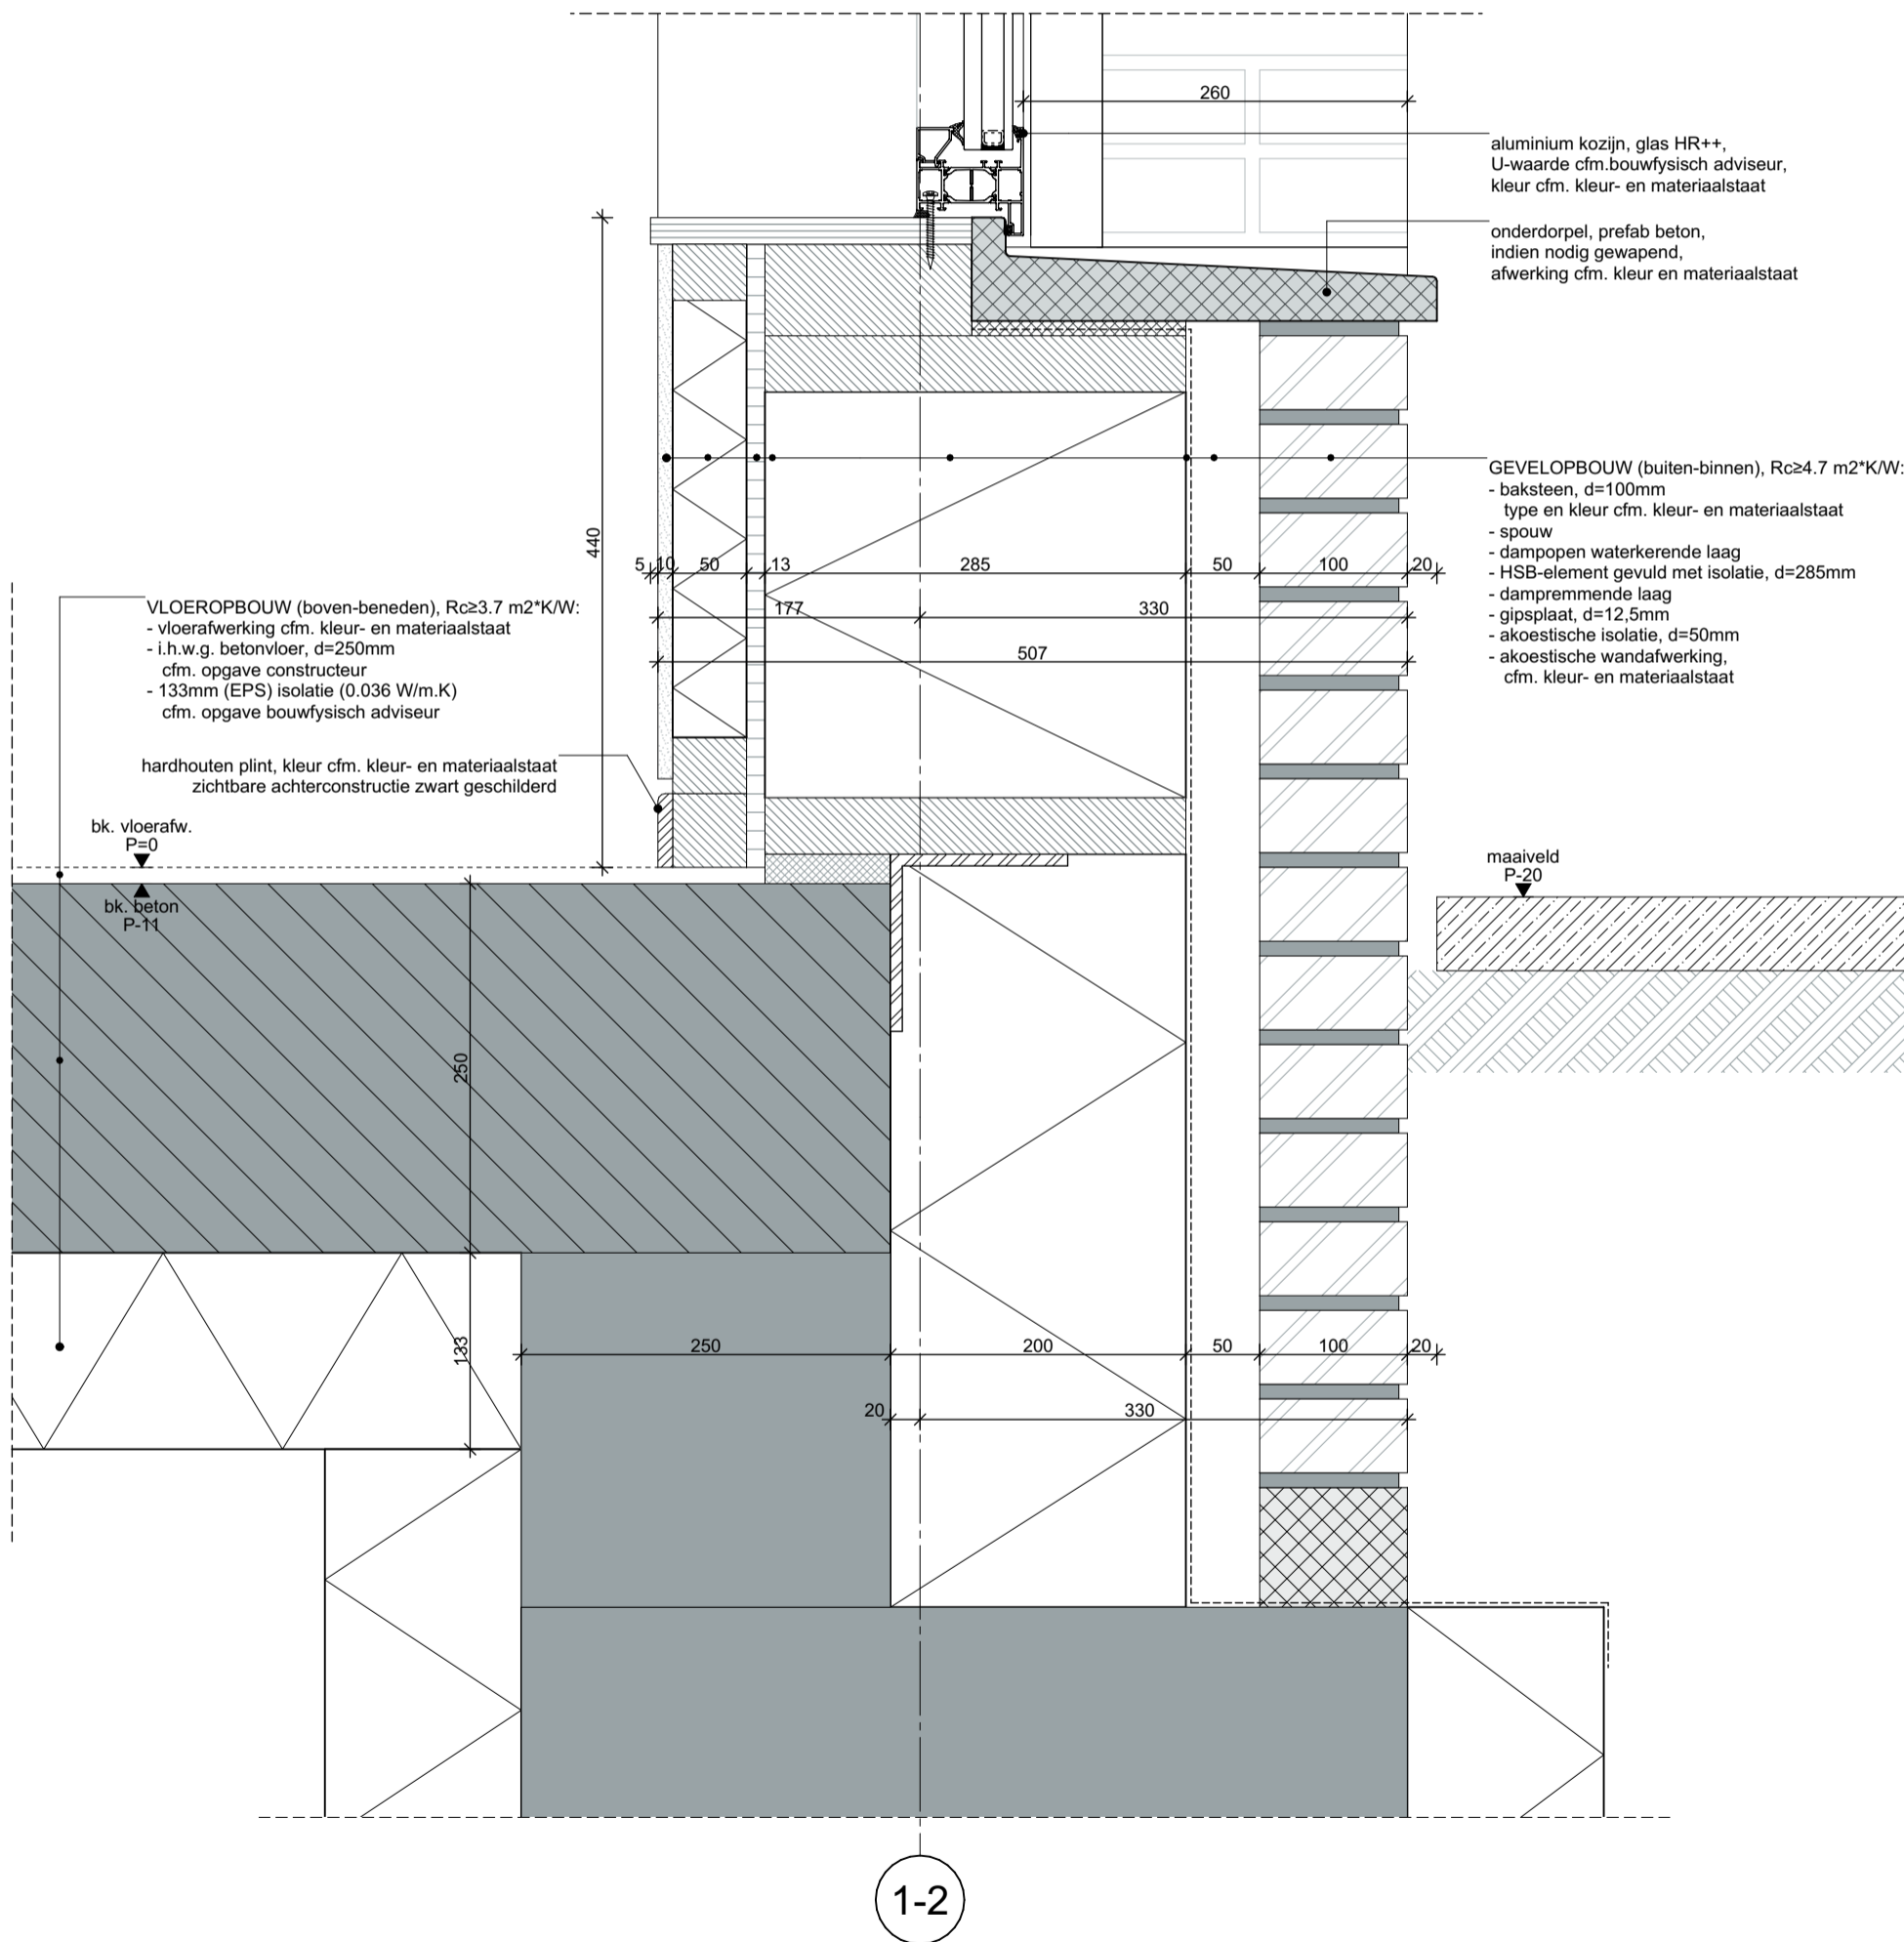 260
aluminium kozijn, glas HR++,
U-waarde cfm.bouwfysisch adviseur,
kleur cfm. kleur- en materiaalstaat
onderdorpel, prefab beton,
indien nodig gewapend,
afwerking cfm. kleur en materiaalstaat
440
GEVELOPBOUW (buiten-binnen), Rc≥4.7 m2*K/W:
- baksteen, d=100mm
type en kleur cfm. kleur- en materiaalstaat
- spouw
- dampopen waterkerende laag
- HSB-element gevuld met isolatie, d=285mm
- dampremmende laag
- gipsplaat, d=12,5mm
- akoestische isolatie, d=50mm
- akoestische wandafwerking,
cfm. kleur- en materiaalstaat
5 10 50 13 285 50 100 20
177 330
507
VLOEROPBOUW (boven-beneden), Rc≥3.7 m2*K/W:
- vloerafwerking cfm. kleur- en materiaalstaat
- i.h.w.g. betonvloer, d=250mm
cfm. opgave constructeur
- 133mm (EPS) isolatie (0.036 W/m.K)
cfm. opgave bouwfysisch adviseur
hardhouten plint, kleur cfm. kleur- en materiaalstaat
zichtbare achterconstructie zwart geschilderd
bk. vloerafw.
P=0
bk. beton
P-11
maaiveld
P-20
250
133
250 200 50 100 20
20 330
1-2